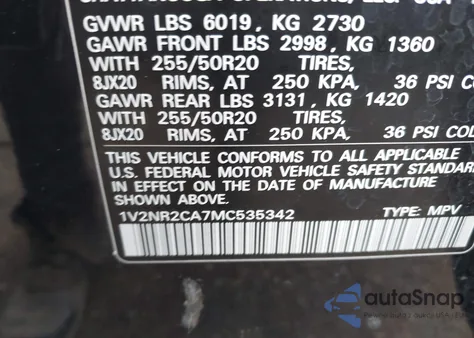 GVWR LBS 6019, KG 2730
GAWR FRONT LBS 2998, KG 1360
WITH 255/50R20 TIRES,
8JX20 RIMS, AT 250 KPA, 36 PSI COL
GAWR REAR LBS 3131, KG 1420
WITH 255/50R20 TIRES,
8JX20 RIMS, AT 250 KPA, 36 PSI COL
THIS VEHICLE CONFORMS TO ALL APPLICABLE
U.S. FEDERAL MOTOR VEHICLE SAFETY STANDAR
IN EFFECT ON THE DATE OF MANUFACTURE
SHOWN ABOVE.
1V2NR2CA7MC535342 TYPE: MPV
autoSnap